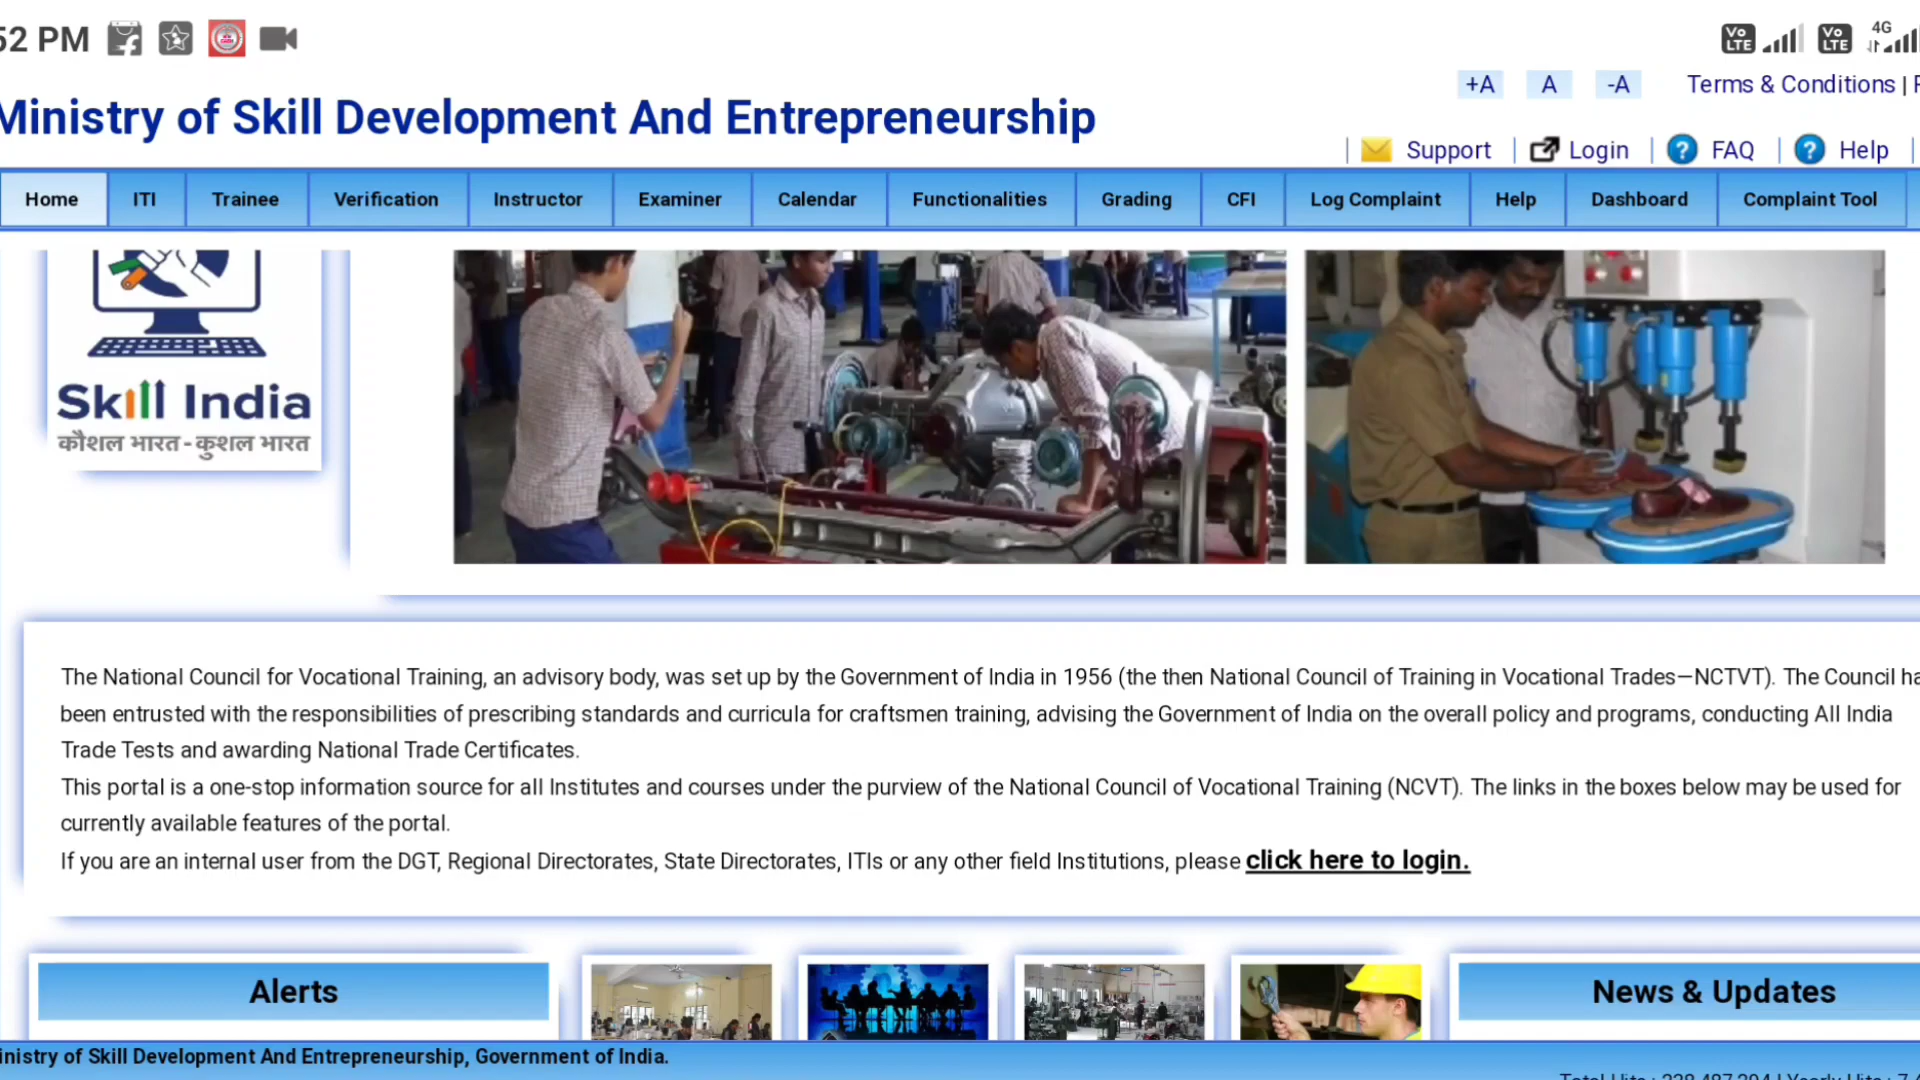 52 PM
VoLTE VoLTE 4G
+A A -A Terms & Conditions |
Ministry of Skill Development And Entrepreneurship
Support Login FAQ Help
Home ITI Trainee Verification Instructor Examiner Calendar Functionalities Grading CFI Log Complaint Help Dashboard Complaint Tool
Skill India
कौशल भारत - कुशल भारत
The National Council for Vocational Training, an advisory body, was set up by the Government of India in 1956 (the then National Council of Training in Vocational Trades—NCTVT). The Council ha
been entrusted with the responsibilities of prescribing standards and curricula for craftsmen training, advising the Government of India on the overall policy and programs, conducting All India
Trade Tests and awarding National Trade Certificates.
This portal is a one-stop information source for all Institutes and courses under the purview of the National Council of Vocational Training (NCVT). The links in the boxes below may be used for
currently available features of the portal.
If you are an internal user from the DGT, Regional Directorates, State Directorates, ITIs or any other field Institutions, please click here to login.
Alerts
News & Updates
inistry of Skill Development And Entrepreneurship, Government of India.